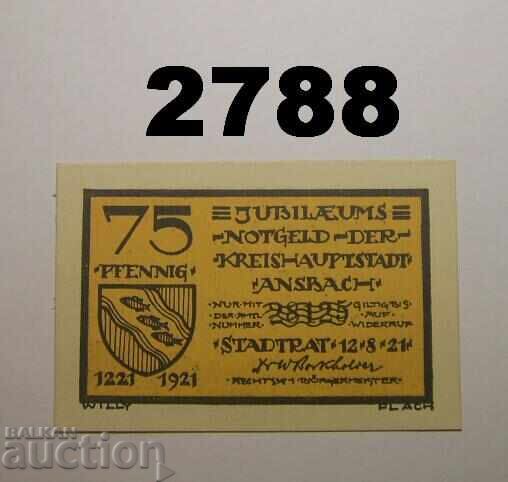 2788
75
PFENNIG
1221 1921
JUBILÆUMS
NOTGELD DER
KREISHAUPTSTADT
ANSBACH
NUR MIT
DER AMTL
NUMMER
GILTIG BIS
AUF
WIDERRUF
STADTRAT 12·8·21
RECHTSK. I BÜRGERMEISTER
WILLY PLACH
BALKAN
auction